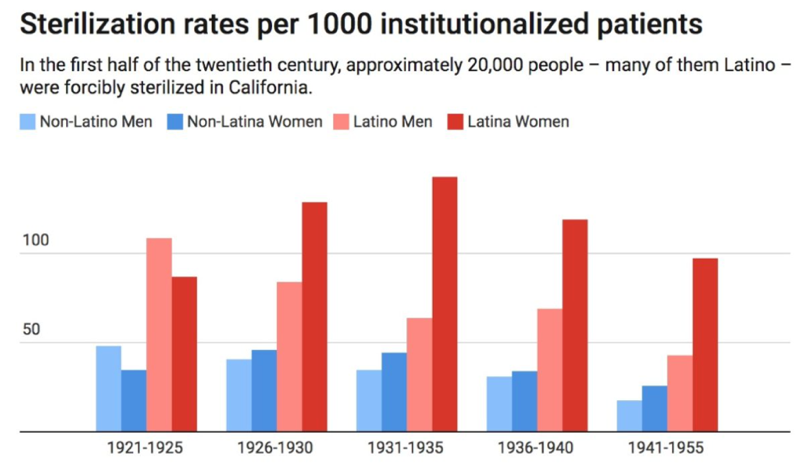 Sterilization rates per 1000 institutionalized patients
In the first half of the twentieth century, approximately 20,000 people – many of them Latino –
were forcibly sterilized in California.
Non-Latino Men Non-Latina Women Latino Men Latina Women
100
50
1921-1925 1926-1930 1931-1935 1936-1940 1941-1955